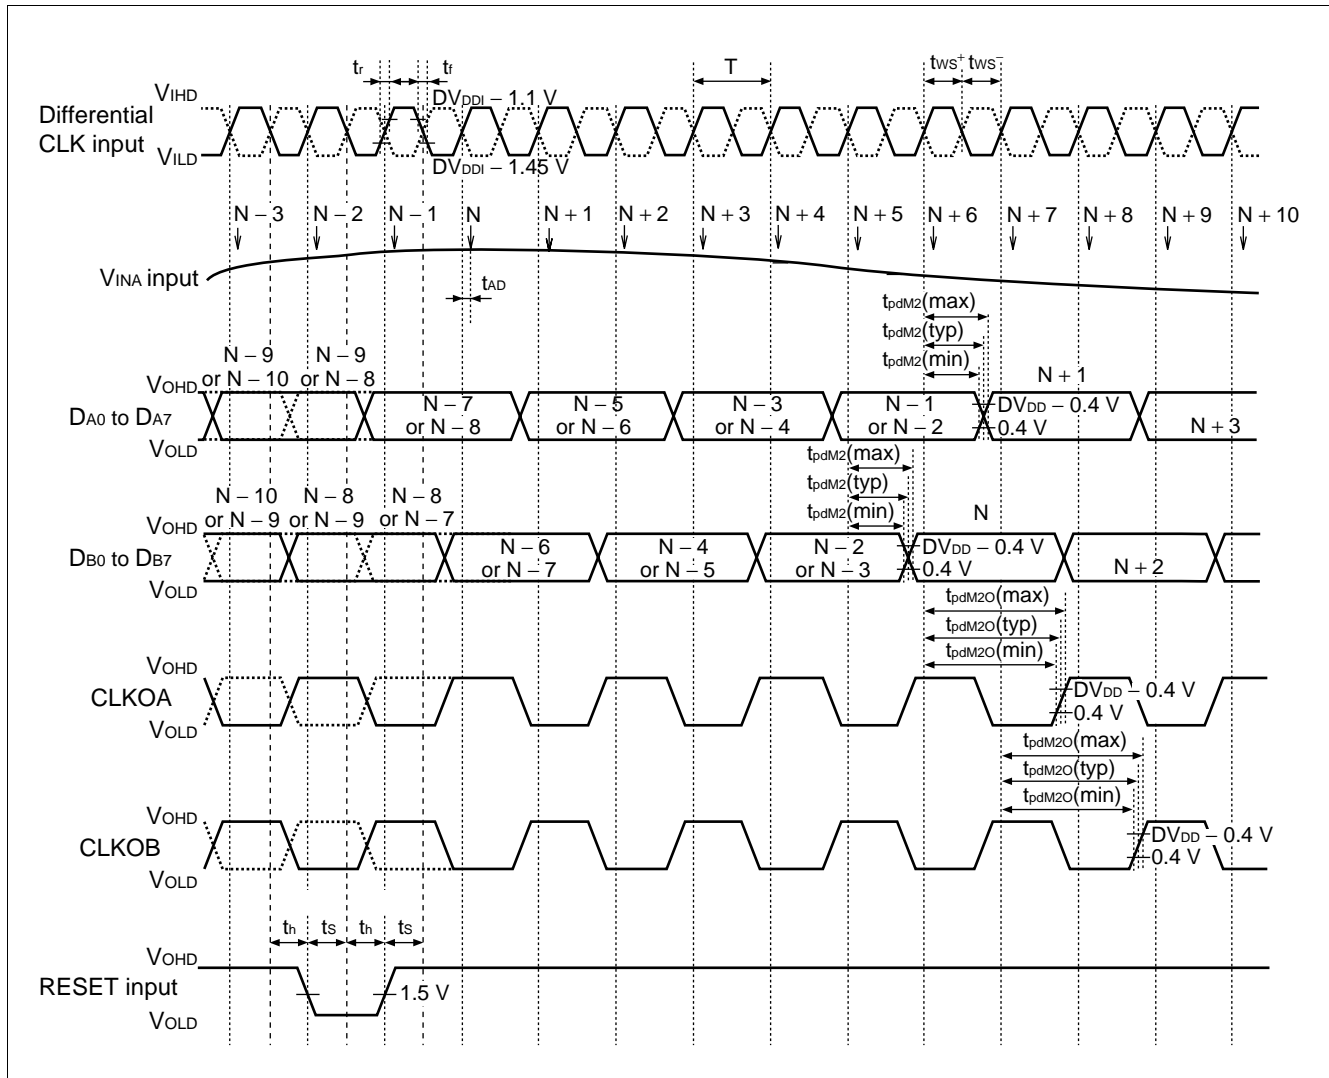 tr tf T tWS+ tWS−
VIHD
Differential
CLK input
VILD
DVDDI − 1.1 V
DVDDI − 1.45 V
N − 3 N − 2 N − 1 N N + 1 N + 2 N + 3 N + 4 N + 5 N + 6 N + 7 N + 8 N + 9 N + 10
VINA input
tAD
tpdM2(max)
tpdM2(typ)
tpdM2(min)
VOHD
DA0 to DA7
VOLD
N − 9
or N − 10
N − 9
or N − 8
N − 7
or N − 8
N − 5
or N − 6
N − 3
or N − 4
N − 1
or N − 2
N + 1
DVDD − 0.4 V
0.4 V
N + 3
tpdM2(max)
tpdM2(typ)
tpdM2(min)
VOHD
DB0 to DB7
VOLD
N − 10
or N − 9
N − 8
or N − 9
N − 8
or N − 7
N − 6
or N − 7
N − 4
or N − 5
N − 2
or N − 3
N
DVDD − 0.4 V
0.4 V
N + 2
tpdM2O(max)
tpdM2O(typ)
tpdM2O(min)
VOHD
CLKOA
VOLD
DVDD − 0.4 V
0.4 V
tpdM2O(max)
tpdM2O(typ)
tpdM2O(min)
VOHD
CLKOB
VOLD
DVDD − 0.4 V
0.4 V
th tS th tS
VOHD
RESET input
VOLD
1.5 V